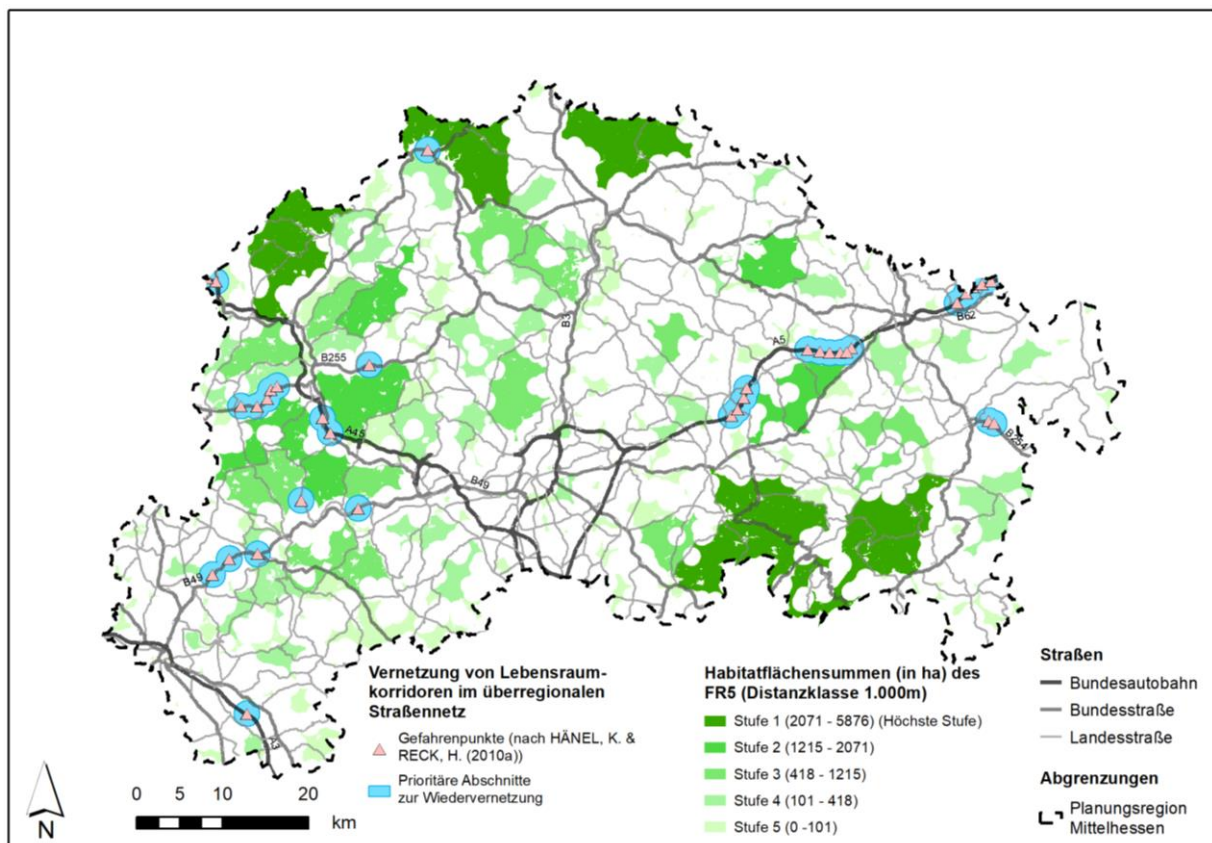 B3
A5
B62
B255
A45
B254
B49
B49
A3
Vernetzung von Lebensraum-
korridoren im überregionalen
Straßennetz
Gefahrenpunkte (nach HÄNEL, K. &
RECK, H. (2010a))
Prioritäre Abschnitte
zur Wiedervernetzung
Habitatflächensummen (in ha) des
FR5 (Distanzklasse 1.000m)
Stufe 1 (2071 - 5876) (Höchste Stufe)
Stufe 2 (1215 - 2071)
Stufe 3 (418 - 1215)
Stufe 4 (101 - 418)
Stufe 5 (0 -101)
Straßen
Bundesautobahn
Bundesstraße
Landesstraße
Abgrenzungen
Planungsregion
Mittelhessen
N
0 5 10 20
km